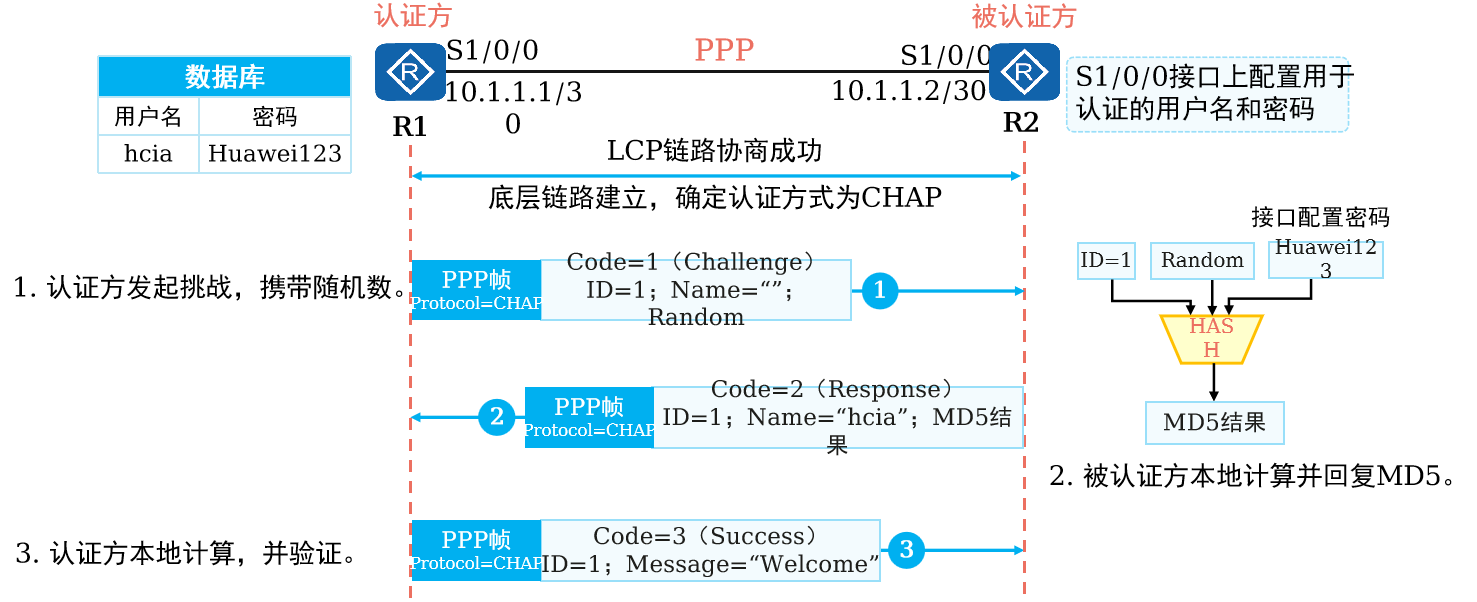 认证方
被认证方
S1/0/0
PPP
S1/0/0
R
R
10.1.1.1/3
0
10.1.1.2/30
R1
R2
数据库
用户名 密码
hcia Huawei123
S1/0/0接口上配置用于
认证的用户名和密码
LCP链路协商成功
底层链路建立，确定认证方式为CHAP
1. 认证方发起挑战，携带随机数。
PPP帧
Protocol=CHAP
Code=1（Challenge）
ID=1；Name=“”；
Random
1
接口配置密码
ID=1
Random
Huawei12
3
HAS
H
MD5结果
2. 被认证方本地计算并回复MD5。
2
PPP帧
Protocol=CHAP
Code=2（Response）
ID=1；Name=“hcia”；MD5结
果
3. 认证方本地计算，并验证。
PPP帧
Protocol=CHAP
Code=3（Success）
ID=1；Message=“Welcome”
3